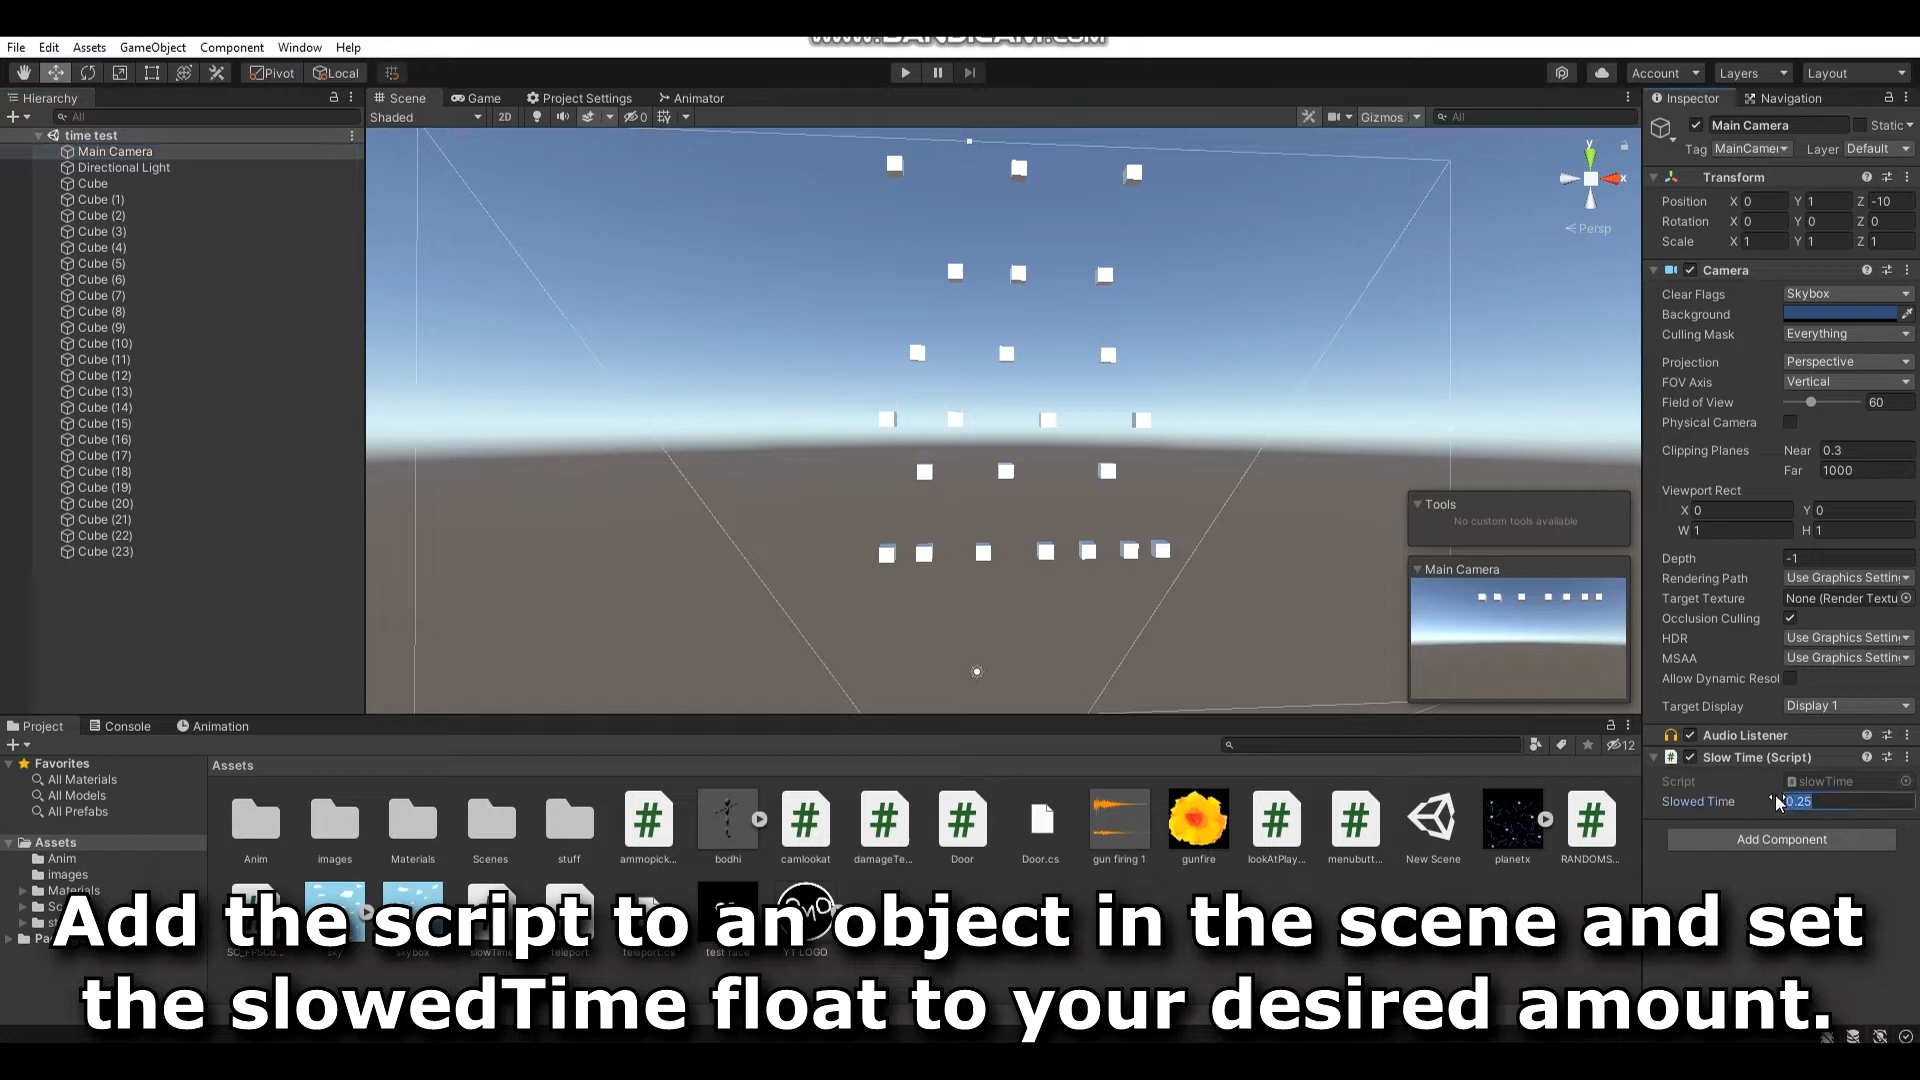 www.BANDICAM.com
File Edit Assets GameObject Component Window Help
Pivot Local Account Layers Layout
Hierarchy
All
time test
Main Camera
Directional Light
Cube
Cube (1)
Cube (2)
Cube (3)
Cube (4)
Cube (5)
Cube (6)
Cube (7)
Cube (8)
Cube (9)
Cube (10)
Cube (11)
Cube (12)
Cube (13)
Cube (14)
Cube (15)
Cube (16)
Cube (17)
Cube (18)
Cube (19)
Cube (20)
Cube (21)
Cube (22)
Cube (23)
Scene Game Project Settings Animator
Shaded 2D 0 Gizmos All
y
x
Persp
Tools
No custom tools available
Main Camera
Inspector Navigation
Main Camera Static
Tag MainCamer Layer Default
Transform
Position X 0 Y 1 Z -10
Rotation X 0 Y 0 Z 0
Scale X 1 Y 1 Z 1
Camera
Clear Flags Skybox
Background
Culling Mask Everything
Projection Perspective
FOV Axis Vertical
Field of View 60
Physical Camera
Clipping Planes Near 0.3
Far 1000
Viewport Rect
X 0 Y 0
W 1 H 1
Depth -1
Rendering Path Use Graphics Setting
Target Texture None (Render Textu
Occlusion Culling
HDR Use Graphics Setting
MSAA Use Graphics Setting
Allow Dynamic Resol
Target Display Display 1
Audio Listener
Slow Time (Script)
Script slowTime
Slowed Time 0.25
Add Component
Project Console Animation
12
Favorites
All Materials
All Models
All Prefabs
Assets
Anim
images
Materials
Assets
Anim images Materials Scenes stuff ammopick... bodhi camlookat damageTe... Door Door.cs gun firing 1 gunfire lookAtPlay... menubutt... New Scene planetx RANDOMS...
skybox slowTime teleport teleport.cs test face YT LOGO
Add the script to an object in the scene and set
the slowedTime float to your desired amount.